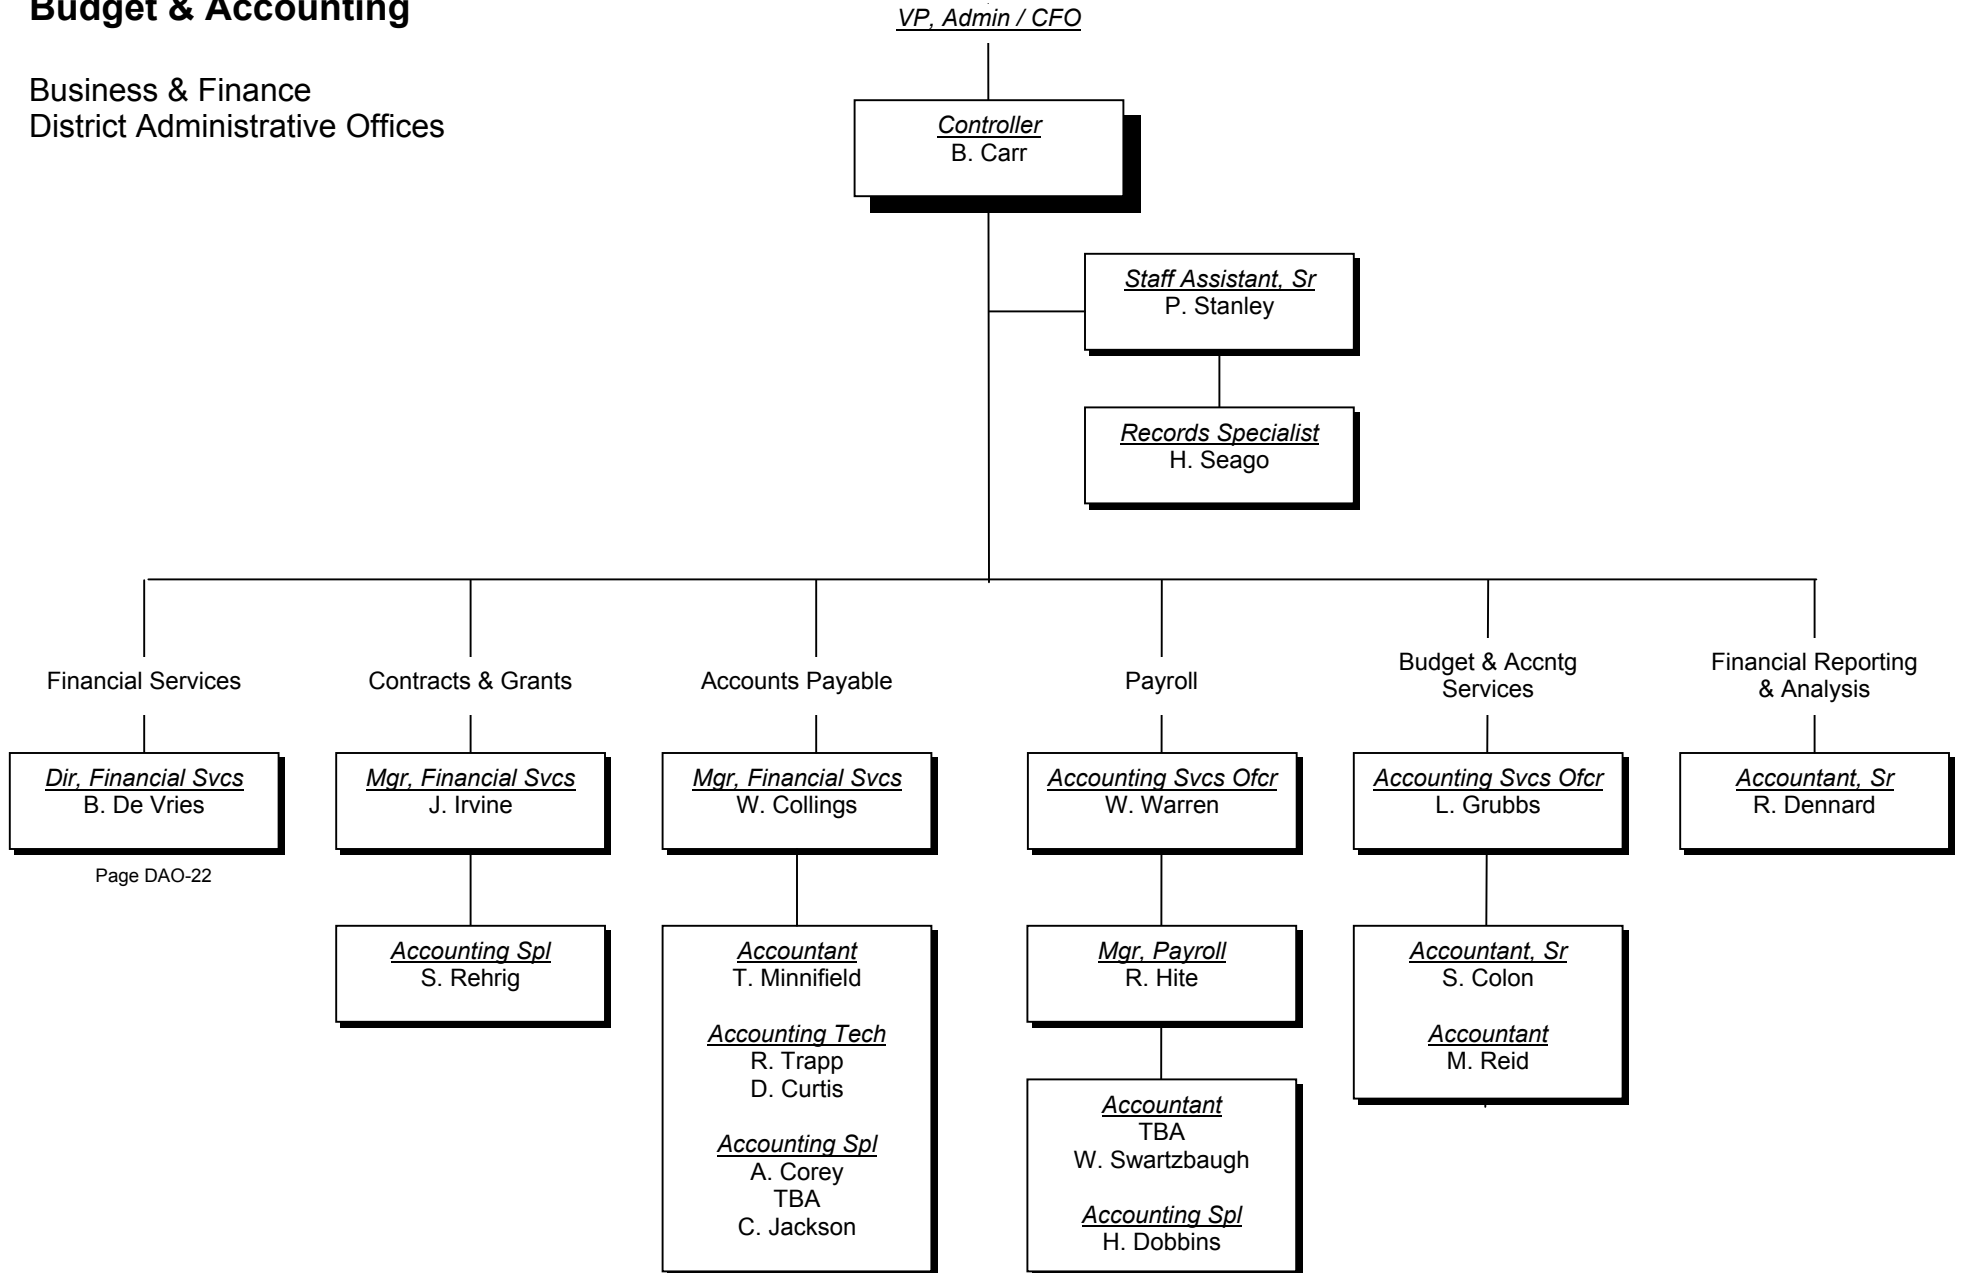 Budget & Accounting
Business & Finance
District Administrative Offices
VP, Admin / CFO
Controller
B. Carr
Staff Assistant, Sr
P. Stanley
Records Specialist
H. Seago
Financial Services
Dir, Financial Svcs
B. De Vries
Page DAO-22
Contracts & Grants
Mgr, Financial Svcs
J. Irvine
Accounting Spl
S. Rehrig
Accounts Payable
Mgr, Financial Svcs
W. Collings
Accountant
T. Minnifield
Accounting Tech
R. Trapp
D. Curtis
Accounting Spl
A. Corey
TBA
C. Jackson
Payroll
Accounting Svcs Ofcr
W. Warren
Mgr, Payroll
R. Hite
Accountant
TBA
W. Swartzbaugh
Accounting Spl
H. Dobbins
Budget & Accntg
Services
Accounting Svcs Ofcr
L. Grubbs
Accountant, Sr
S. Colon
Accountant
M. Reid
Financial Reporting
& Analysis
Accountant, Sr
R. Dennard